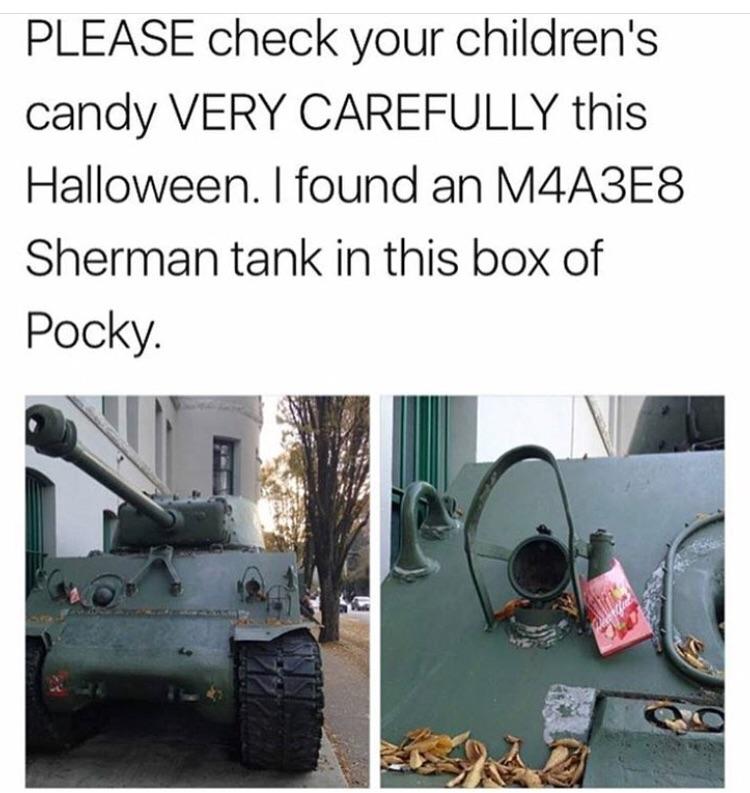 PLEASE check your children's
candy VERY CAREFULLY this
Halloween. I found an M4A3E8
Sherman tank in this box of
Pocky.